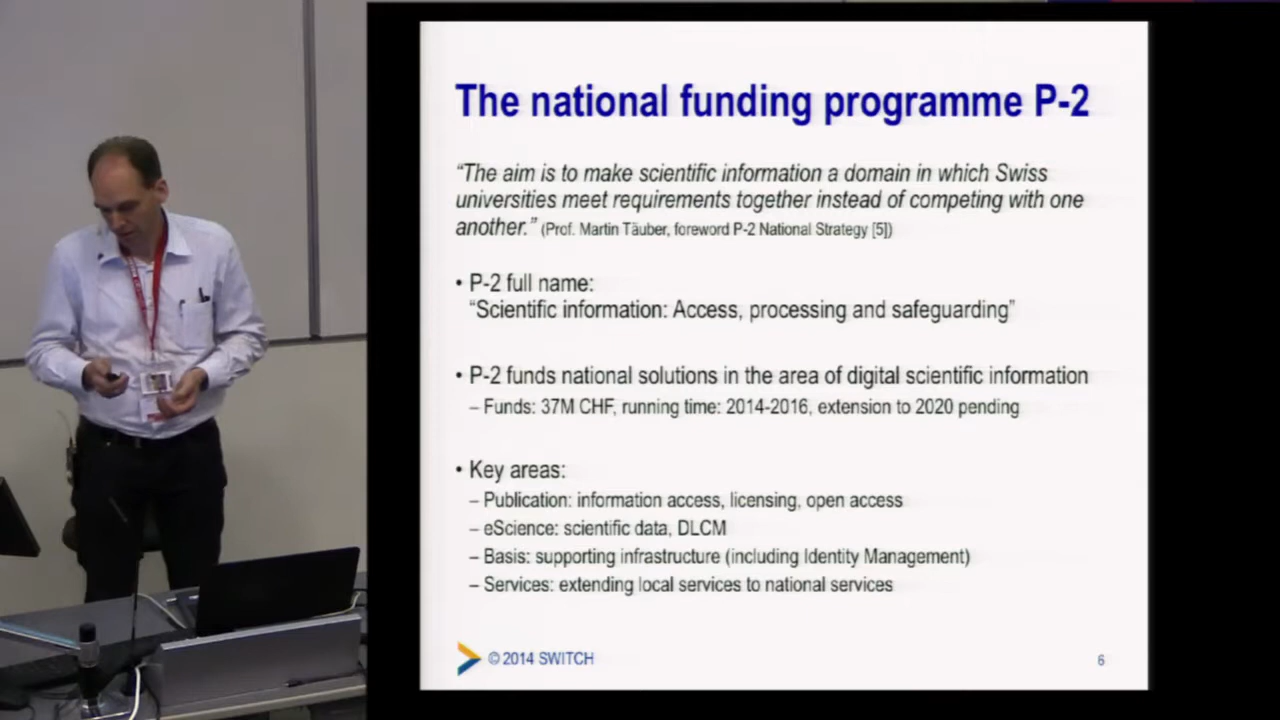 The national funding programme P-2
“The aim is to make scientific information a domain in which Swiss
universities meet requirements together instead of competing with one
another.” (Prof. Martin Täuber, foreword P-2 National Strategy [5])
• P-2 full name:
“Scientific information: Access, processing and safeguarding”
• P-2 funds national solutions in the area of digital scientific information
– Funds: 37M CHF, running time: 2014-2016, extension to 2020 pending
• Key areas:
– Publication: information access, licensing, open access
– eScience: scientific data, DLCM
– Basis: supporting infrastructure (including Identity Management)
– Services: extending local services to national services
© 2014 SWITCH
6